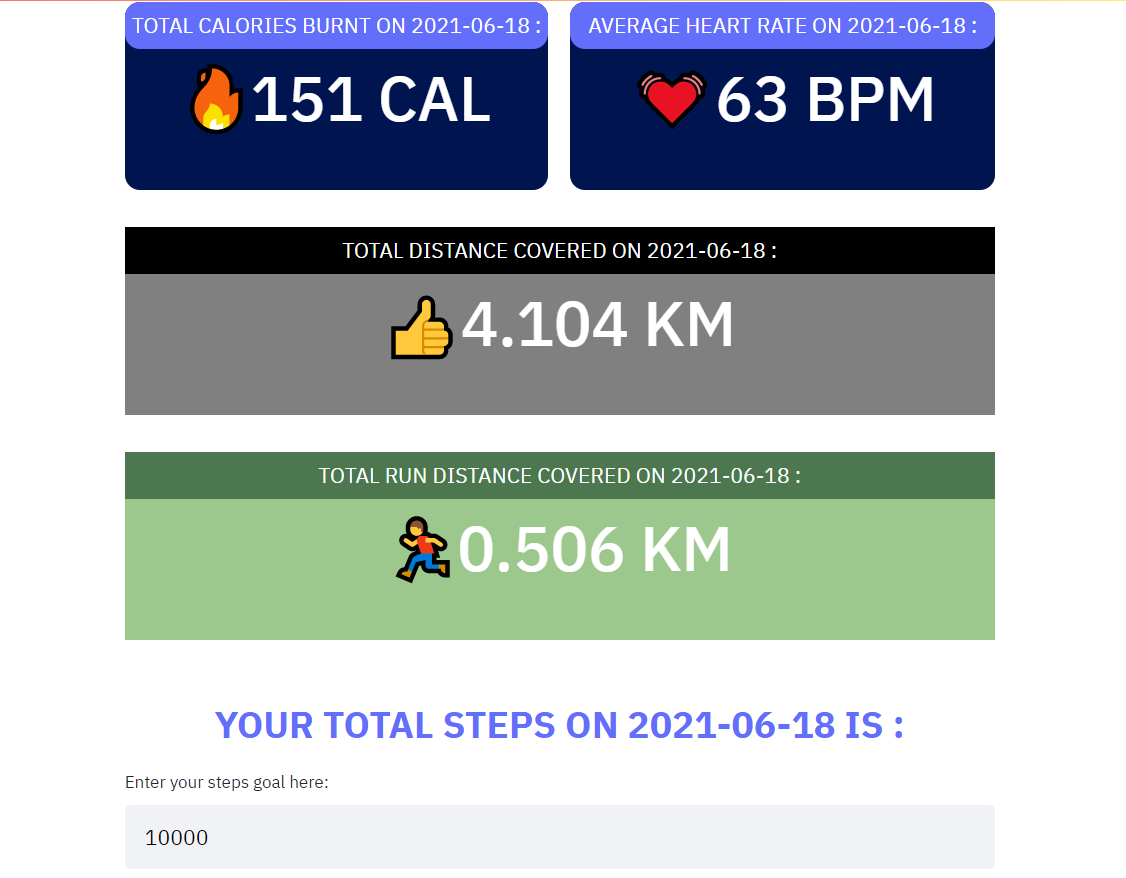 TOTAL CALORIES BURNT ON 2021-06-18 :
151 CAL
AVERAGE HEART RATE ON 2021-06-18 :
63 BPM
TOTAL DISTANCE COVERED ON 2021-06-18 :
4.104 KM
TOTAL RUN DISTANCE COVERED ON 2021-06-18 :
0.506 KM
YOUR TOTAL STEPS ON 2021-06-18 IS :
Enter your steps goal here:
10000